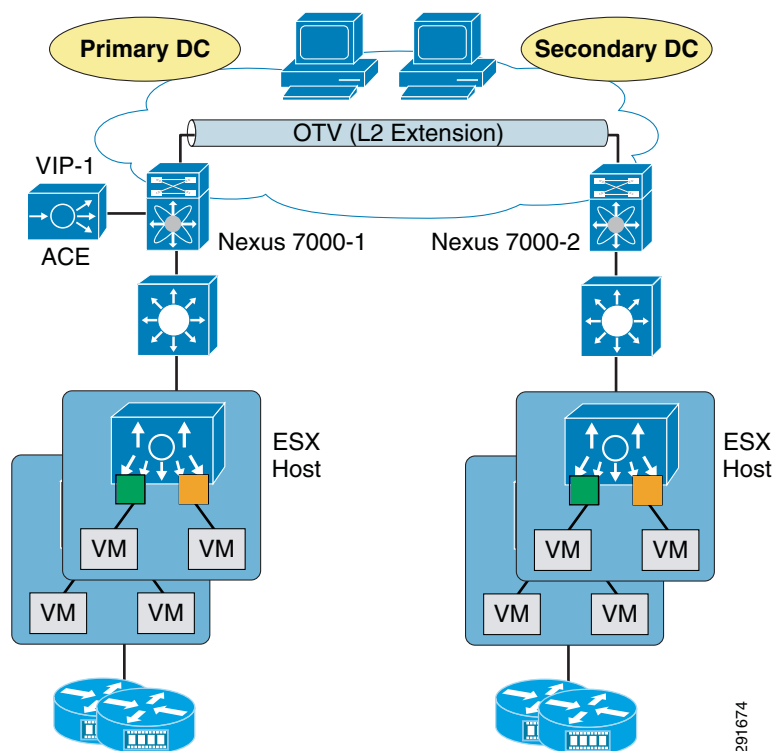 Primary DC
Secondary DC
OTV (L2 Extension)
VIP-1
ACE
Nexus 7000-1
Nexus 7000-2
ESX
Host
ESX
Host
VM
VM
VM
VM
VM
VM
VM
VM
291674